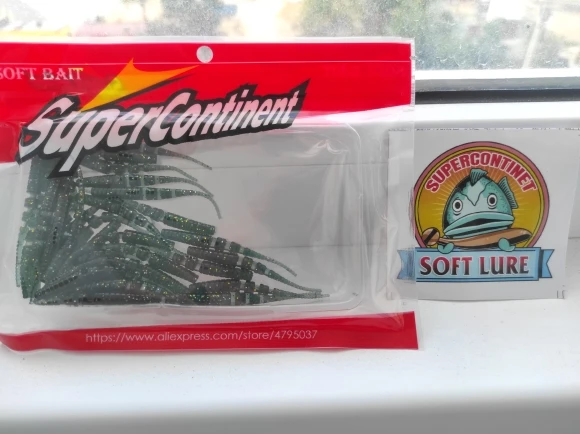 SOFT BAIT
SuperContinent
https://www.aliexpress.com/store/4795037
SUPERCONTINET
SOFT LURE